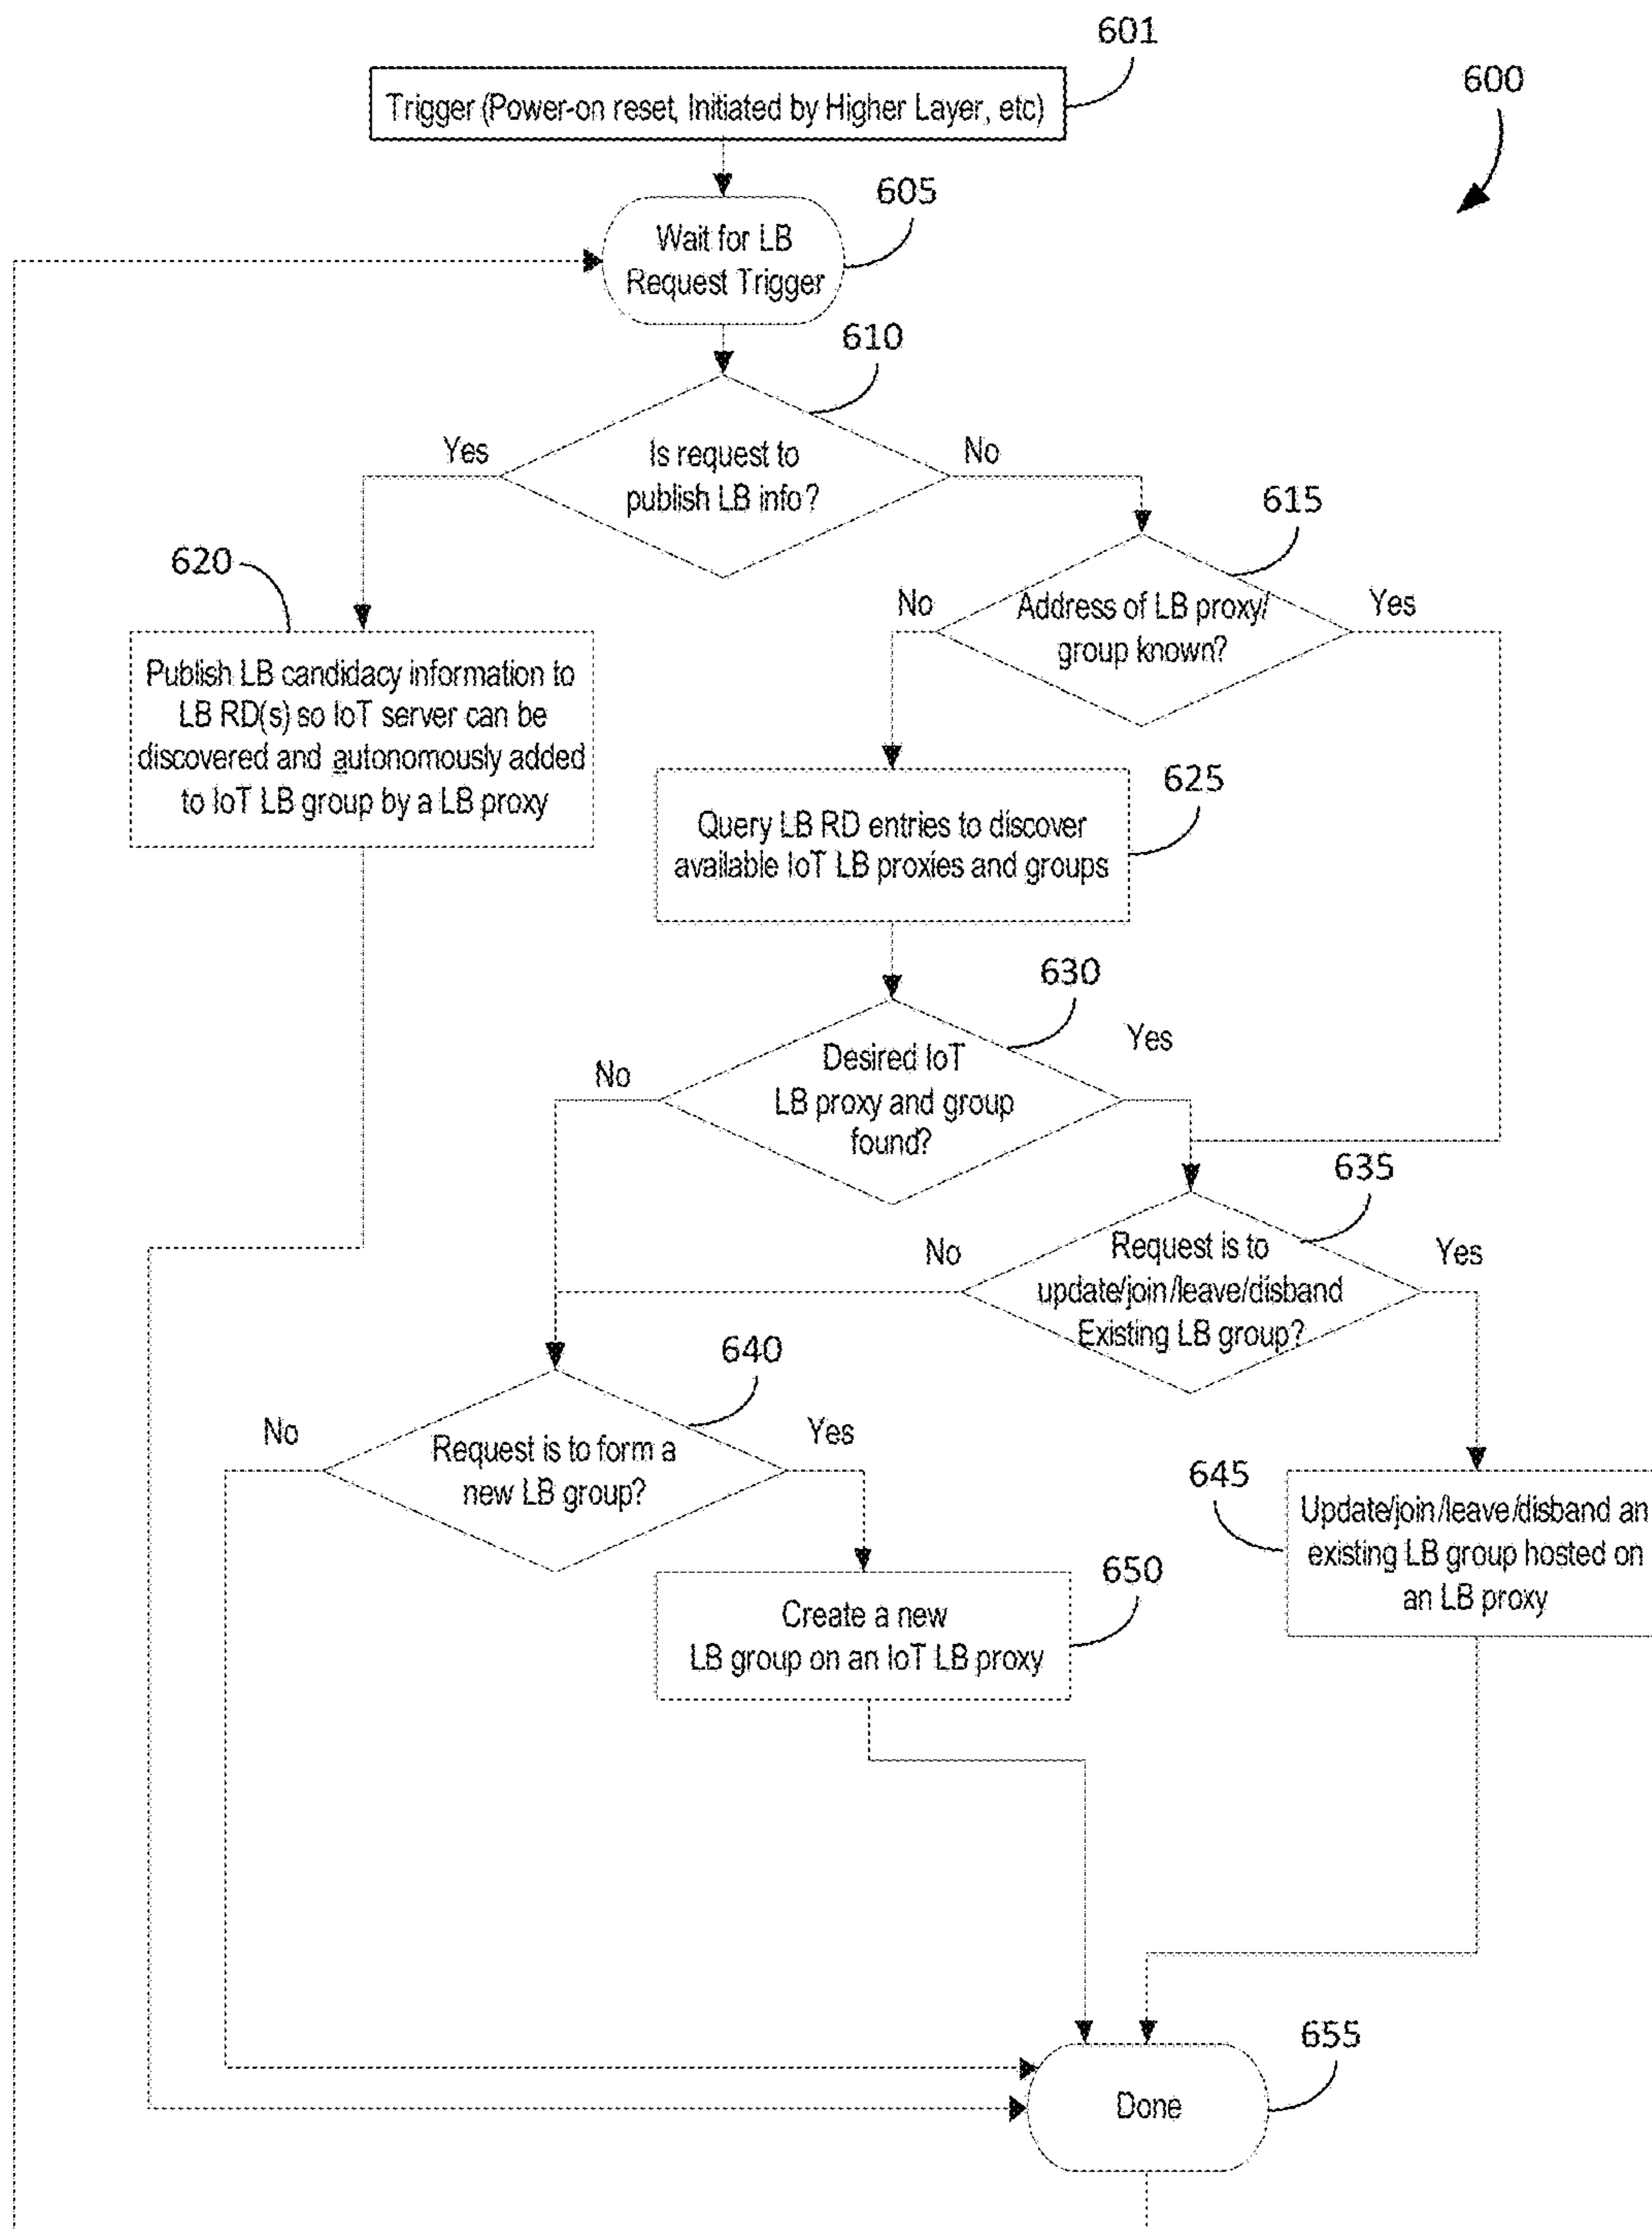 601
Trigger (Power-on reset, Initiated by Higher Layer, etc)
600
605
Wait for LB
Request Trigger
610
Yes
Is request to
publish LB info?
No
615
620
No
Address of LB proxy/
group known?
Yes
Publish LB candidacy information to
LB RD(s) so IoT server can be
discovered and autonomously added
to IoT LB group by a LB proxy
625
Query LB RD entries to discover
available IoT LB proxies and groups
630
No
Desired IoT
LB proxy and group
found?
Yes
635
No
Request is to
update/join/leave/disband
Existing LB group?
Yes
640
No
Request is to form a
new LB group?
Yes
645
Update/join/leave/disband an
existing LB group hosted on
an LB proxy
650
Create a new
LB group on an IoT LB proxy
655
Done